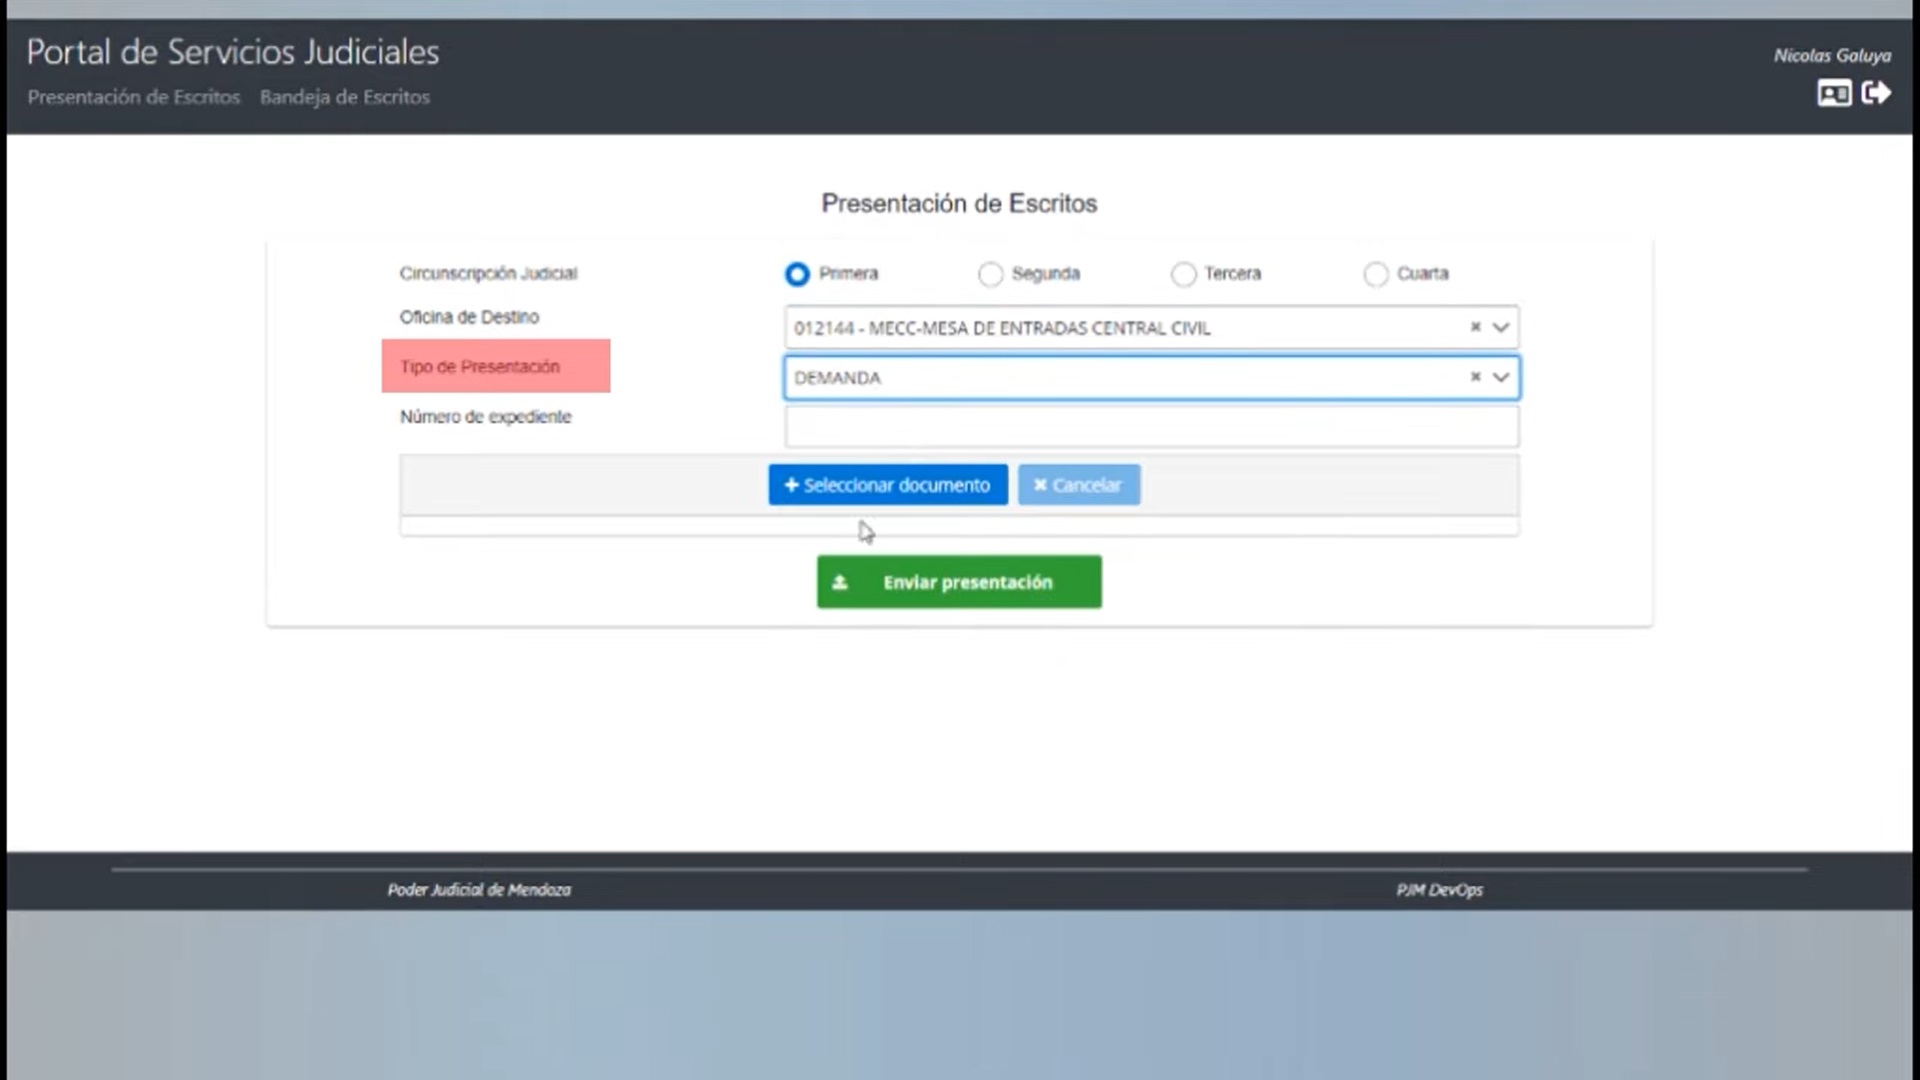 Portal de Servicios Judiciales
Nicolas Galuya
Presentación de Escritos Bandeja de Escritos
Presentación de Escritos
Circunscripción Judicial Primera Segunda Tercera Cuarta
Oficina de Destino 012144 - MECC-MESA DE ENTRADAS CENTRAL CIVIL
Tipo de Presentación DEMANDA
Número de expediente
Seleccionar documento Cancelar
Enviar presentación
Poder Judicial de Mendoza PJM DevOps